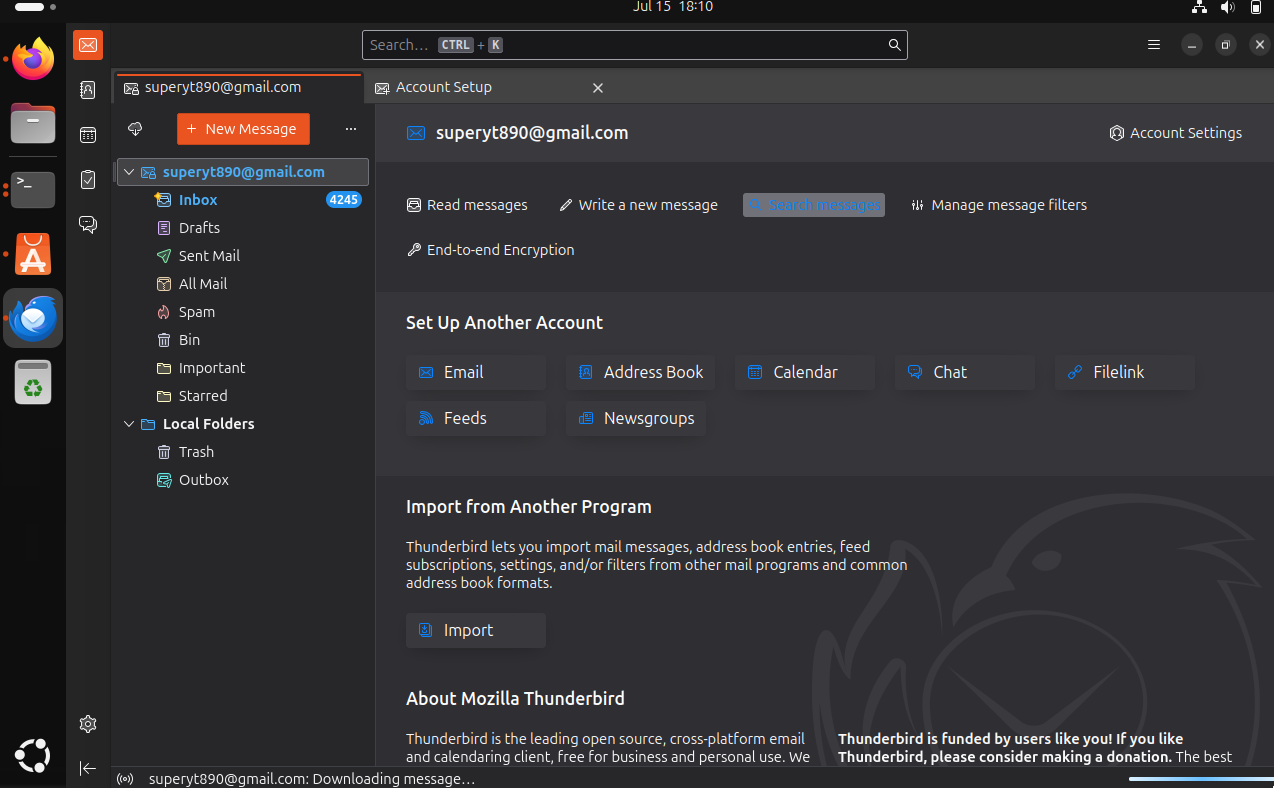 Jul 15 18:10
Search... CTRL + K
superyt890@gmail.com
Account Setup
+ New Message
superyt890@gmail.com
Inbox 4245
Drafts
Sent Mail
All Mail
Spam
Bin
Important
Starred
Local Folders
Trash
Outbox
superyt890@gmail.com
Account Settings
Read messages
Write a new message
Search messages
Manage message filters
End-to-end Encryption
Set Up Another Account
Email
Address Book
Calendar
Chat
Filelink
Feeds
Newsgroups
Import from Another Program
Thunderbird lets you import mail messages, address book entries, feed
subscriptions, settings, and/or filters from other mail programs and common
address book formats.
Import
About Mozilla Thunderbird
Thunderbird is the leading open source, cross-platform email
and calendaring client, free for business and personal use. We
Thunderbird is funded by users like you! If you like
Thunderbird, please consider making a donation. The best
superyt890@gmail.com: Downloading message…